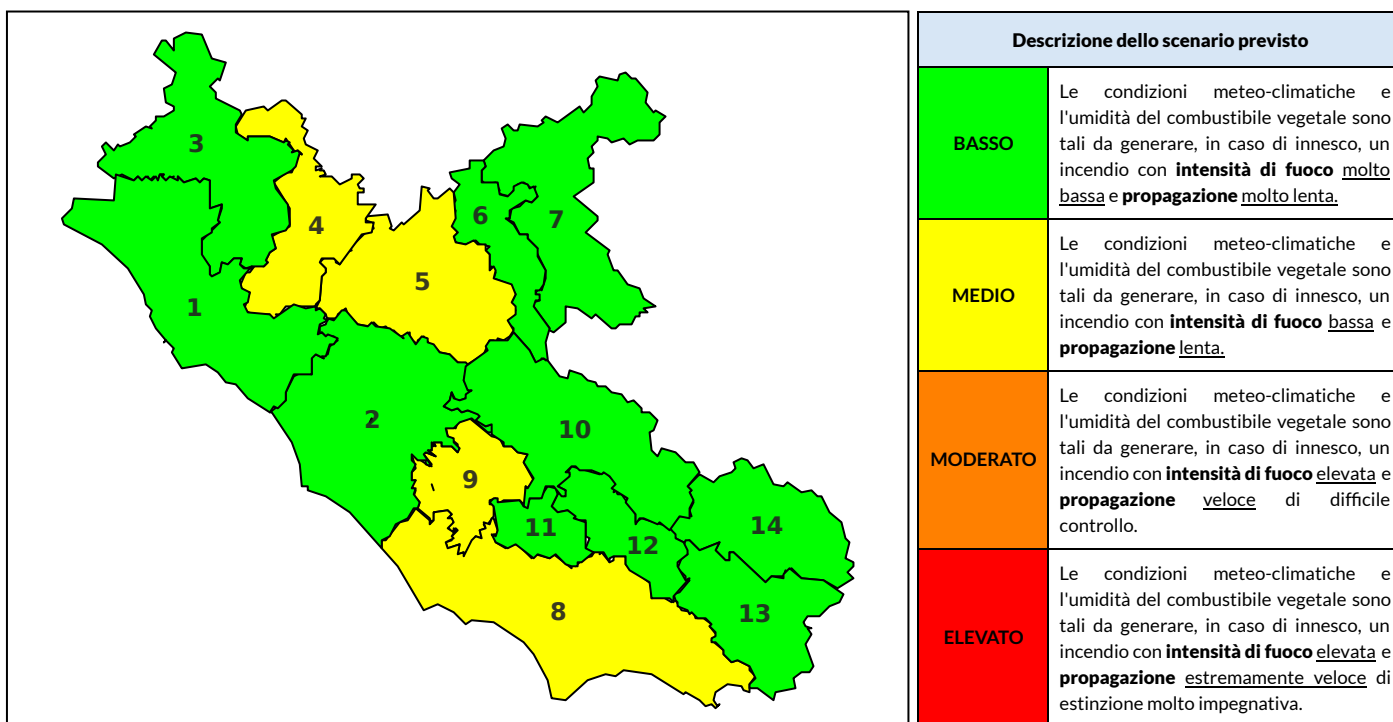 3
4
6
7
5
1
2
10
9
11
12
14
8
13
Descrizione dello scenario previsto
BASSO
Le condizioni meteo-climatiche e
l'umidità del combustibile vegetale sono
tali da generare, in caso di innesco, un
incendio con intensità di fuoco molto
bassa e propagazione molto lenta.
MEDIO
Le condizioni meteo-climatiche e
l'umidità del combustibile vegetale sono
tali da generare, in caso di innesco, un
incendio con intensità di fuoco bassa e
propagazione lenta.
MODERATO
Le condizioni meteo-climatiche e
l'umidità del combustibile vegetale sono
tali da generare, in caso di innesco, un
incendio con intensità di fuoco elevata e
propagazione veloce di difficile
controllo.
ELEVATO
Le condizioni meteo-climatiche e
l'umidità del combustibile vegetale sono
tali da generare, in caso di innesco, un
incendio con intensità di fuoco elevata e
propagazione estremamente veloce di
estinzione molto impegnativa.